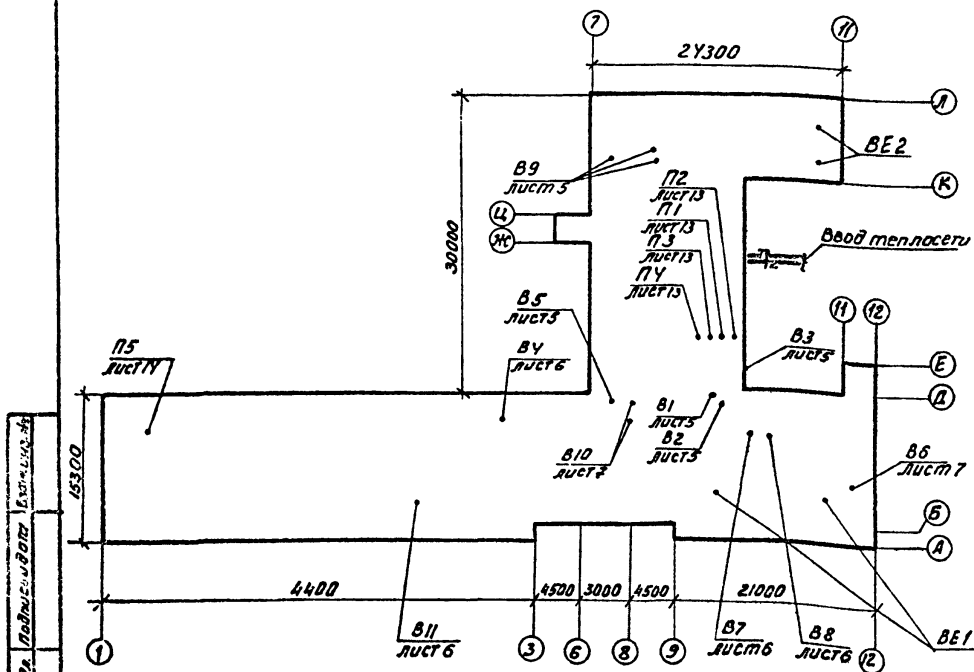 7
11
24300
Л
ВЕ2
К
В9
лист 5
П2
лист 13
П1
лист 13
П3
лист 13
П4
лист 13
Ввод теплосети
Ц
Ж
30000
В5
лист 5
В4
лист 6
П5
лист 14
11
12
В3
лист 5
Е
Д
В1
лист 5
В2
лист 5
В10
лист 7
В6
лист 7
15300
Б
А
4400
4500
3000
4500
21000
В11
лист 6
В7
лист 6
В8
лист 6
ВЕ1
1
3
6
8
9
12
Подпись и дата